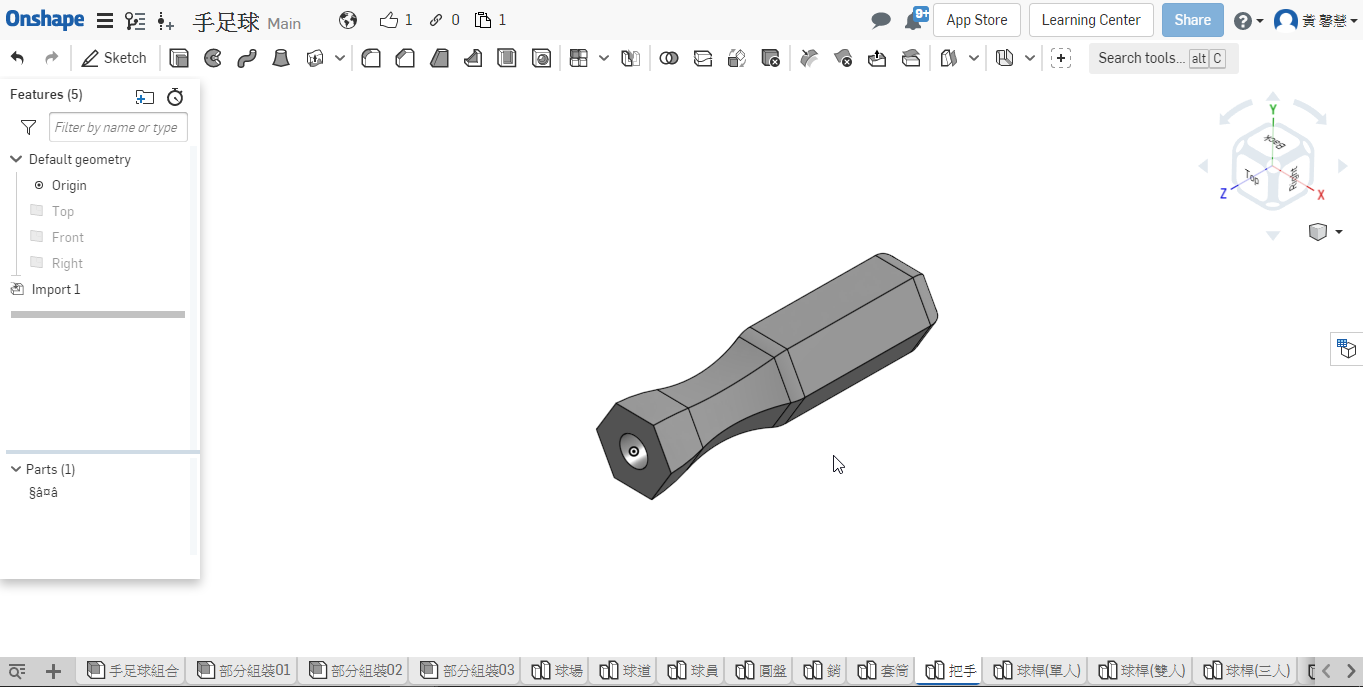 Onshape 手足球 Main 1 0 1 9+ App Store Learning Center Share 黃馨慧
Sketch Search tools... alt C
Features (5)
Filter by name or type
Default geometry
Origin
Top
Front
Right
Import 1
Parts (1)
§â¤â
Y
Back
Top
Right
Z
X
手足球組合 部分組裝01 部分組裝02 部分組裝03 球場 球道 球員 圓盤 銷 套筒 把手 球桿(單人) 球桿(雙人) 球桿(三人)